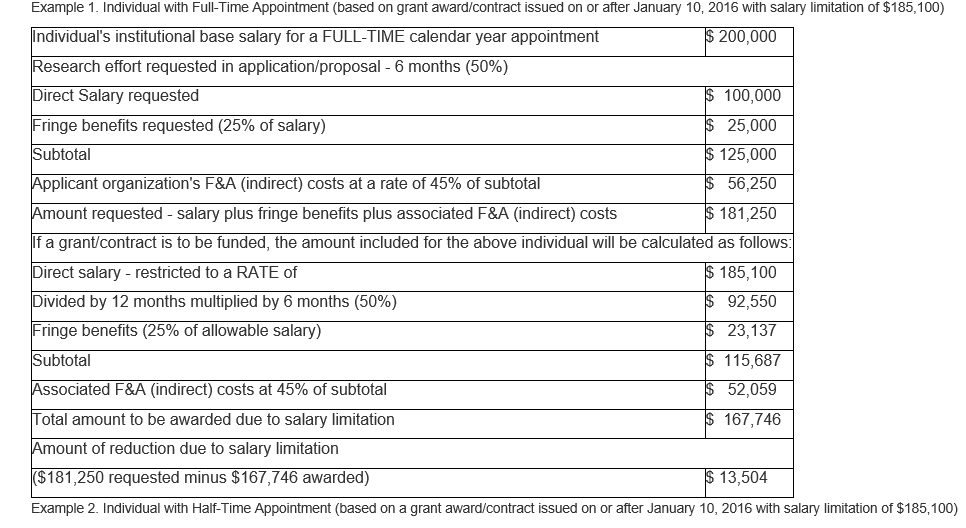 Example 1. Individual with Full-Time Appointment (based on grant award/contract issued on or after January 10, 2016 with salary limitation of $185,100)
Individual's institutional base salary for a FULL-TIME calendar year appointment $ 200,000
Research effort requested in application/proposal - 6 months (50%)
Direct Salary requested $ 100,000
Fringe benefits requested (25% of salary) $ 25,000
Subtotal $ 125,000
Applicant organization's F&A (indirect) costs at a rate of 45% of subtotal $ 56,250
Amount requested - salary plus fringe benefits plus associated F&A (indirect) costs $ 181,250
If a grant/contract is to be funded, the amount included for the above individual will be calculated as follows:
Direct salary - restricted to a RATE of $ 185,100
Divided by 12 months multiplied by 6 months (50%) $ 92,550
Fringe benefits (25% of allowable salary) $ 23,137
Subtotal $ 115,687
Associated F&A (indirect) costs at 45% of subtotal $ 52,059
Total amount to be awarded due to salary limitation $ 167,746
Amount of reduction due to salary limitation
($181,250 requested minus $167,746 awarded) $ 13,504
Example 2. Individual with Half-Time Appointment (based on a grant award/contract issued on or after January 10, 2016 with salary limitation of $185,100)